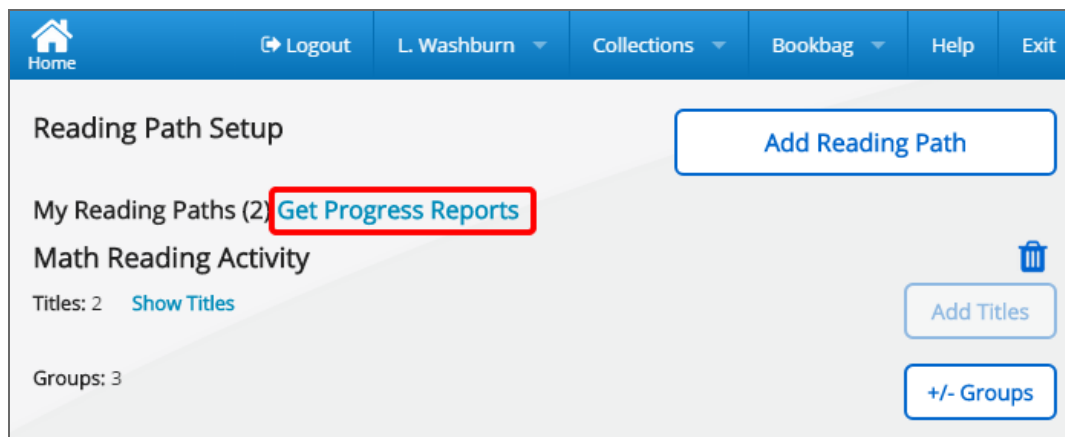 Home
Logout
L. Washburn
Collections
Bookbag
Help
Exit
Reading Path Setup
Add Reading Path
My Reading Paths (2) Get Progress Reports
Math Reading Activity
Titles: 2 Show Titles
Add Titles
Groups: 3
+/- Groups